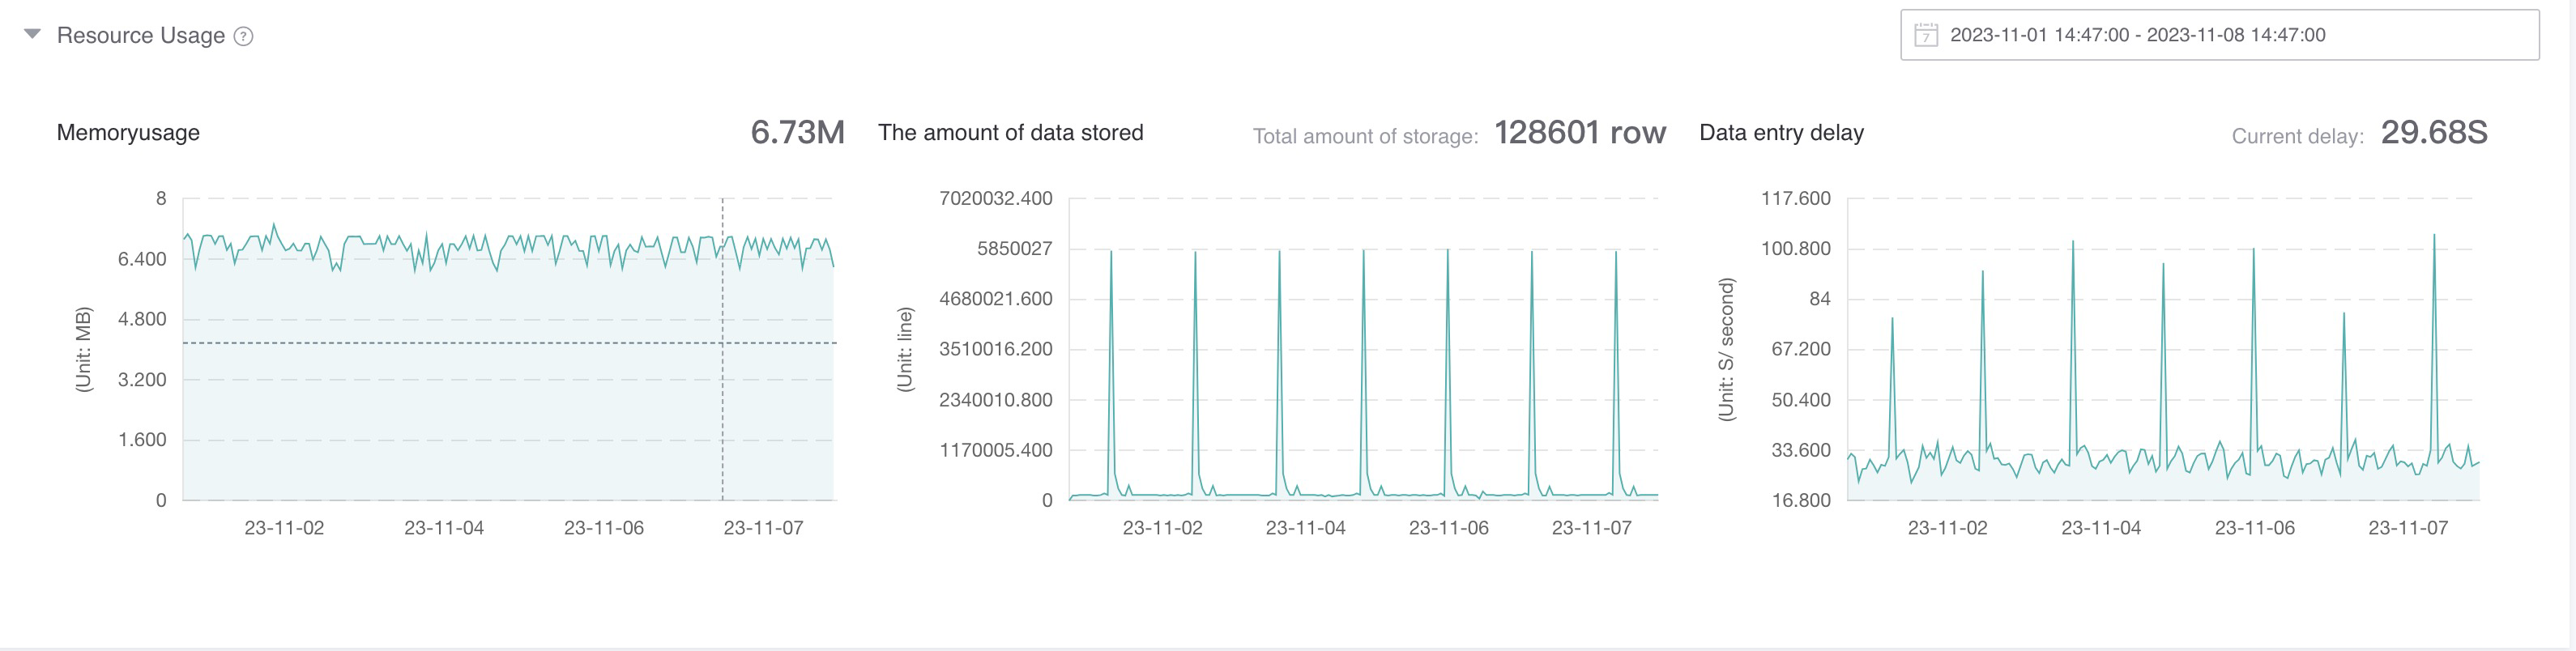 Resource Usage ?
7 2023-11-01 14:47:00 - 2023-11-08 14:47:00
Memoryusage 6.73M
8
6.400
4.800
3.200
1.600
0
(Unit: MB)
23-11-02 23-11-04 23-11-06 23-11-07
The amount of data stored Total amount of storage: 128601 row
7020032.400
5850027
4680021.600
3510016.200
2340010.800
1170005.400
0
(Unit: line)
23-11-02 23-11-04 23-11-06 23-11-07
Data entry delay Current delay: 29.68S
117.600
100.800
84
67.200
50.400
33.600
16.800
(Unit: S/ second)
23-11-02 23-11-04 23-11-06 23-11-07